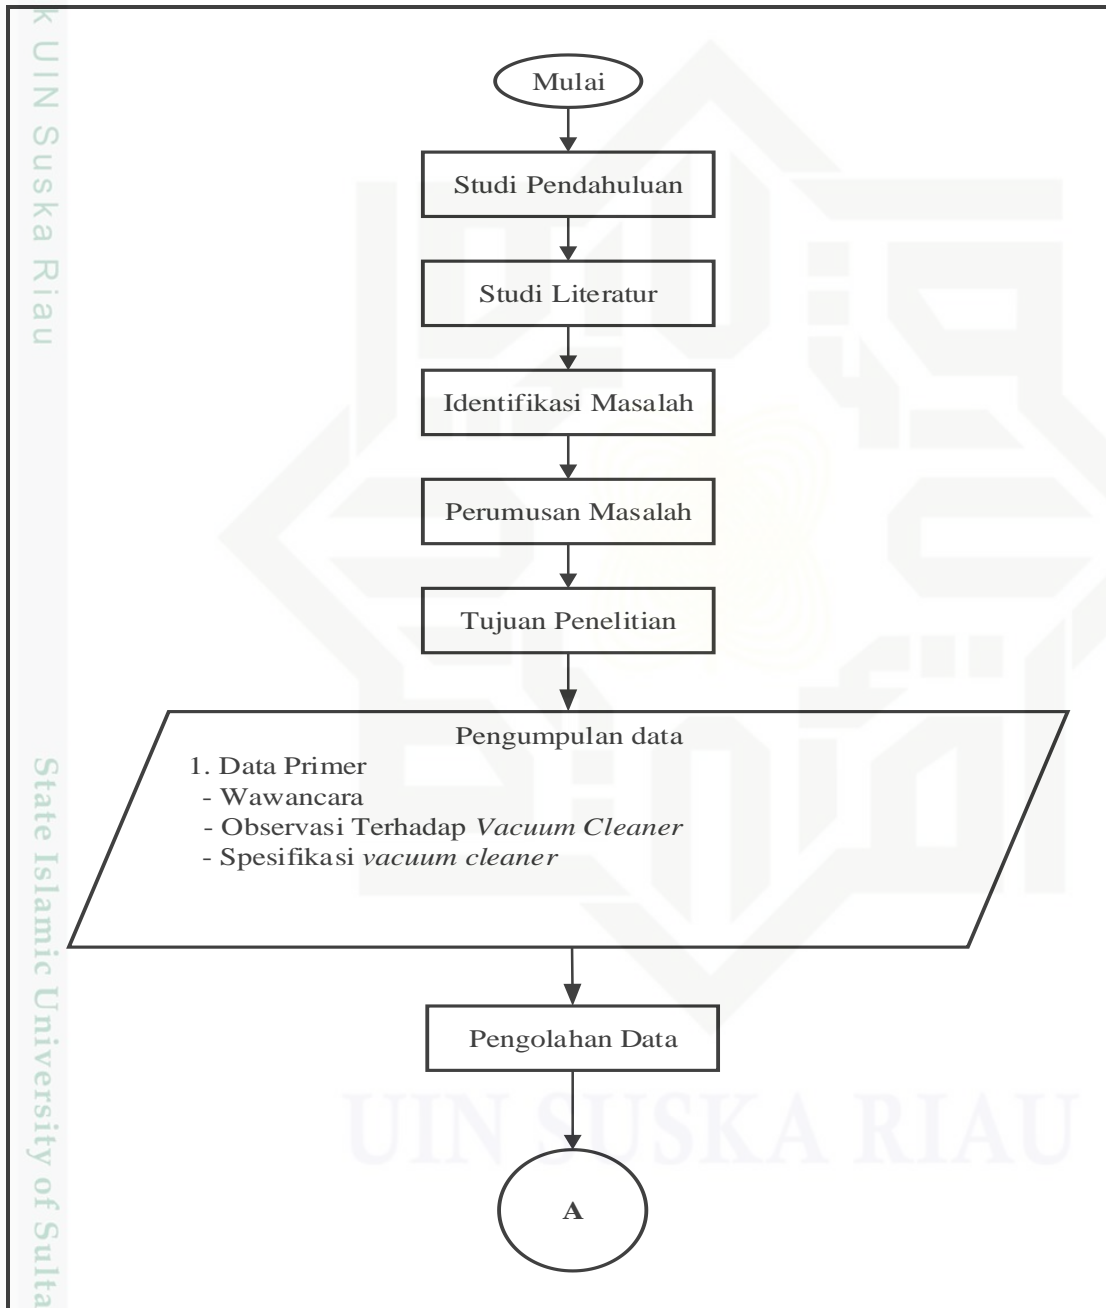 k UIN Suska Riau
State Islamic University of Sulta
Mulai
Studi Pendahuluan
Studi Literatur
Identifikasi Masalah
Perumusan Masalah
Tujuan Penelitian
Pengumpulan data
1. Data Primer
- Wawancara
- Observasi Terhadap Vacuum Cleaner
- Spesifikasi vacuum cleaner
Pengolahan Data
UIN SUSKA RIAU
A